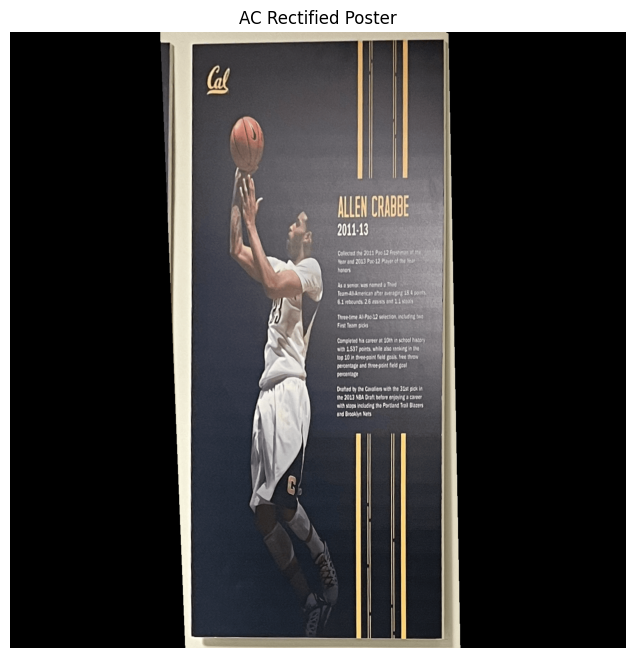 AC Rectified Poster
Cal
ALLEN CRABBE
2011-13
Collected the 2011 Pac-12 Freshman of the
Year and 2013 Pac-12 Player of the Year
honors
As a senior, was named a Third
Team-All-American after averaging 18.4 points,
6.1 rebounds, 2.6 assists and 1.1 steals
Three-time All-Pac-12 selection, including two
First Team picks
Completed his career at 10th in school history
with 1,537 points, while also ranking in the
top 10 in three-point field goals, free throw
percentage and three-point field goal
percentage
Drafted by the Cavaliers with the 31st pick in
the 2013 NBA Draft before enjoying a career
with stops including the Portland Trail Blazers
and Brooklyn Nets
C